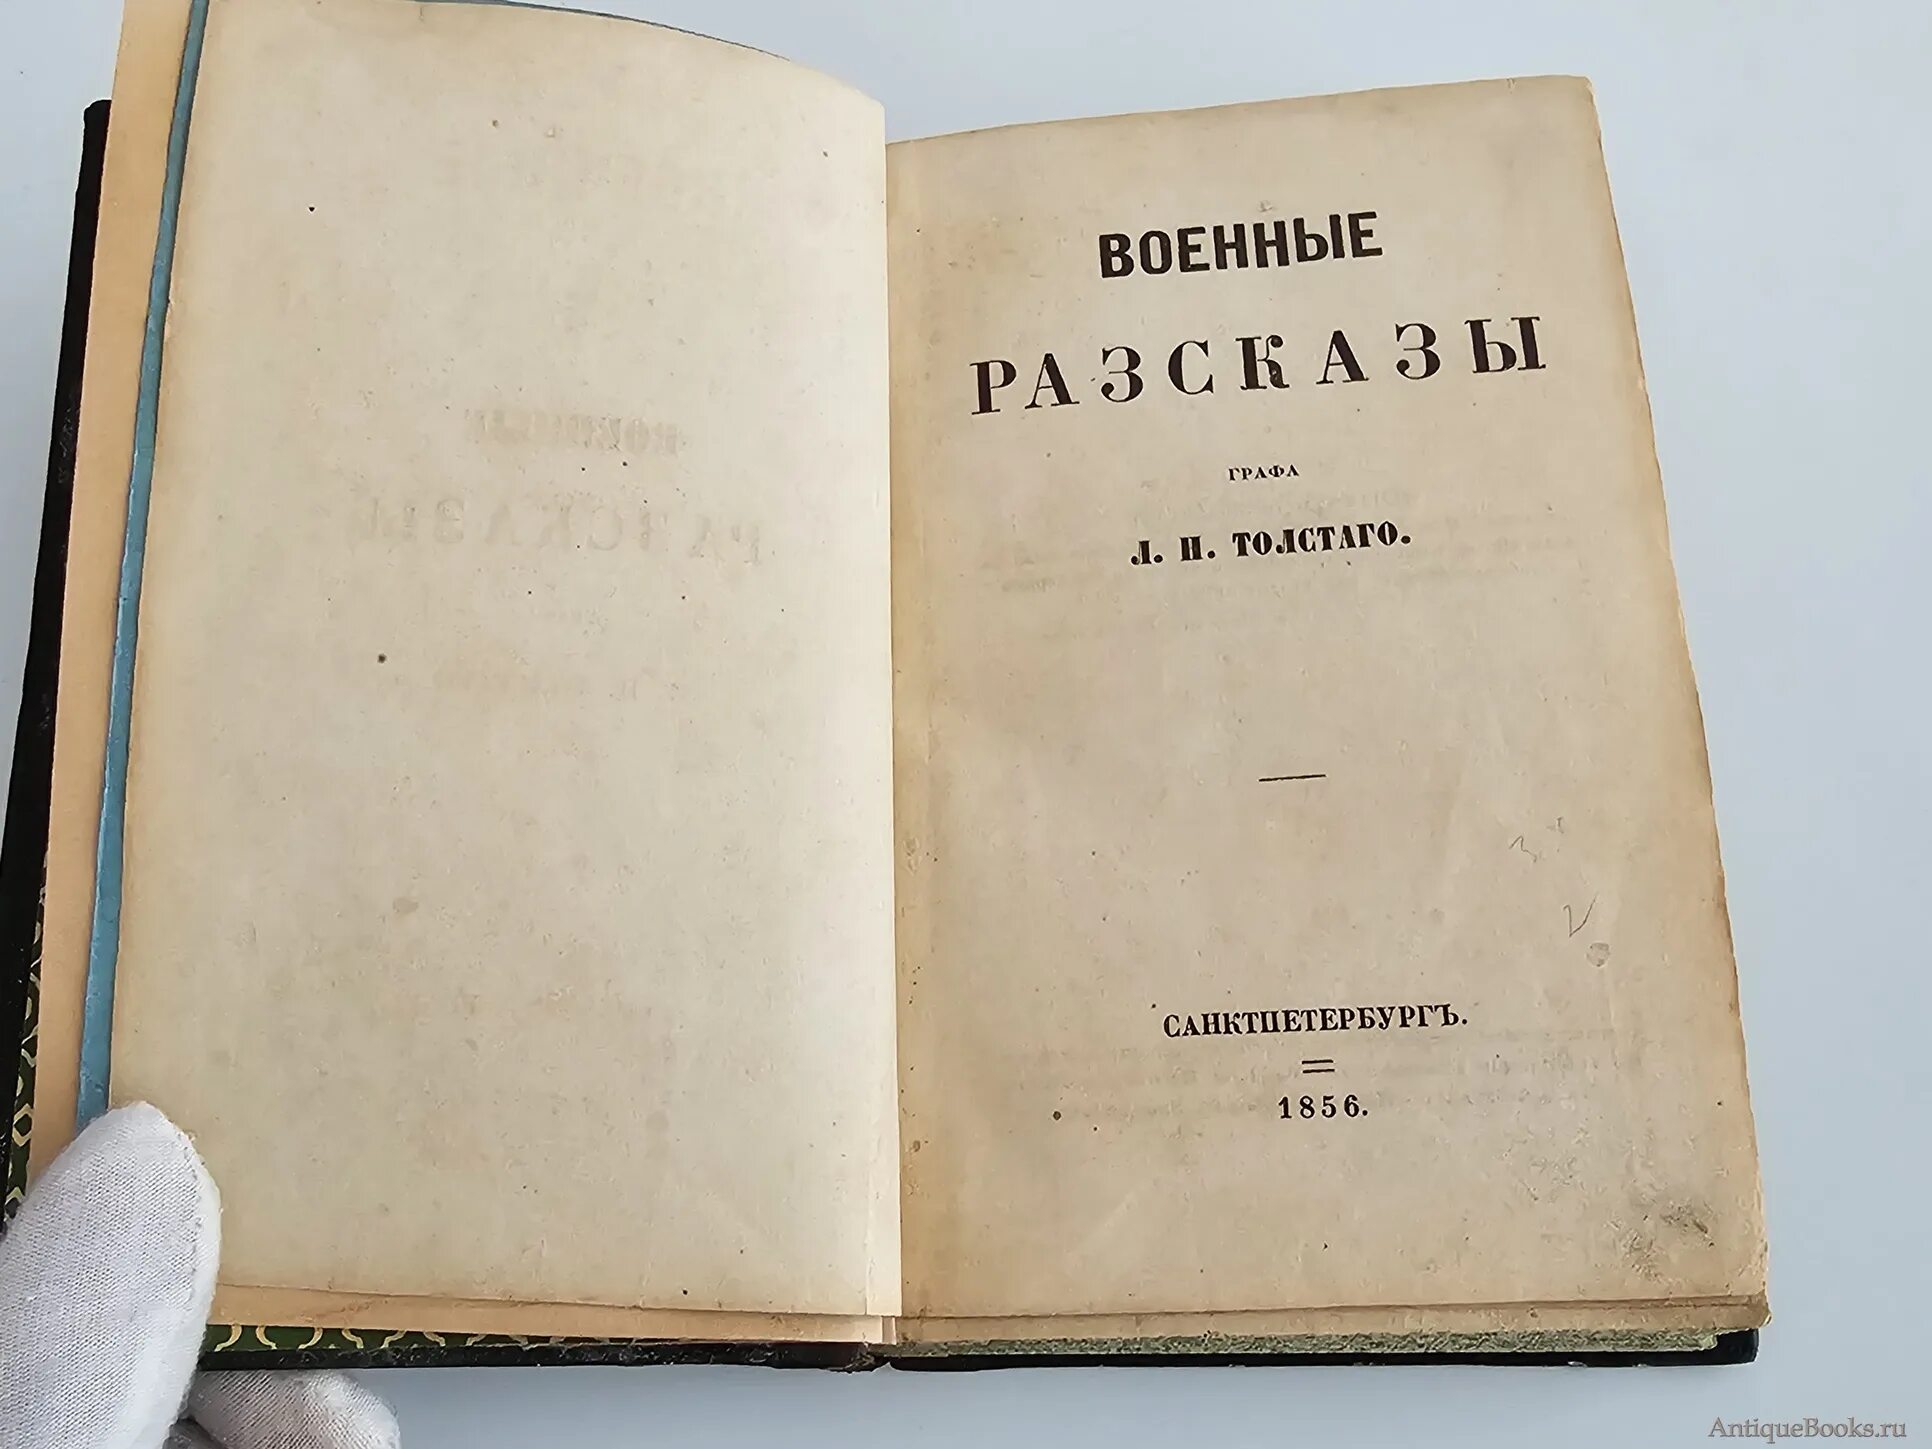 ВОЕННЫЕ
РАЗСКАЗЫ
ГРАФА
Л. Н. ТОЛСТАГО.
САНКТПЕТЕРБУРГЪ.
1856.
AntiqueBooks.ru